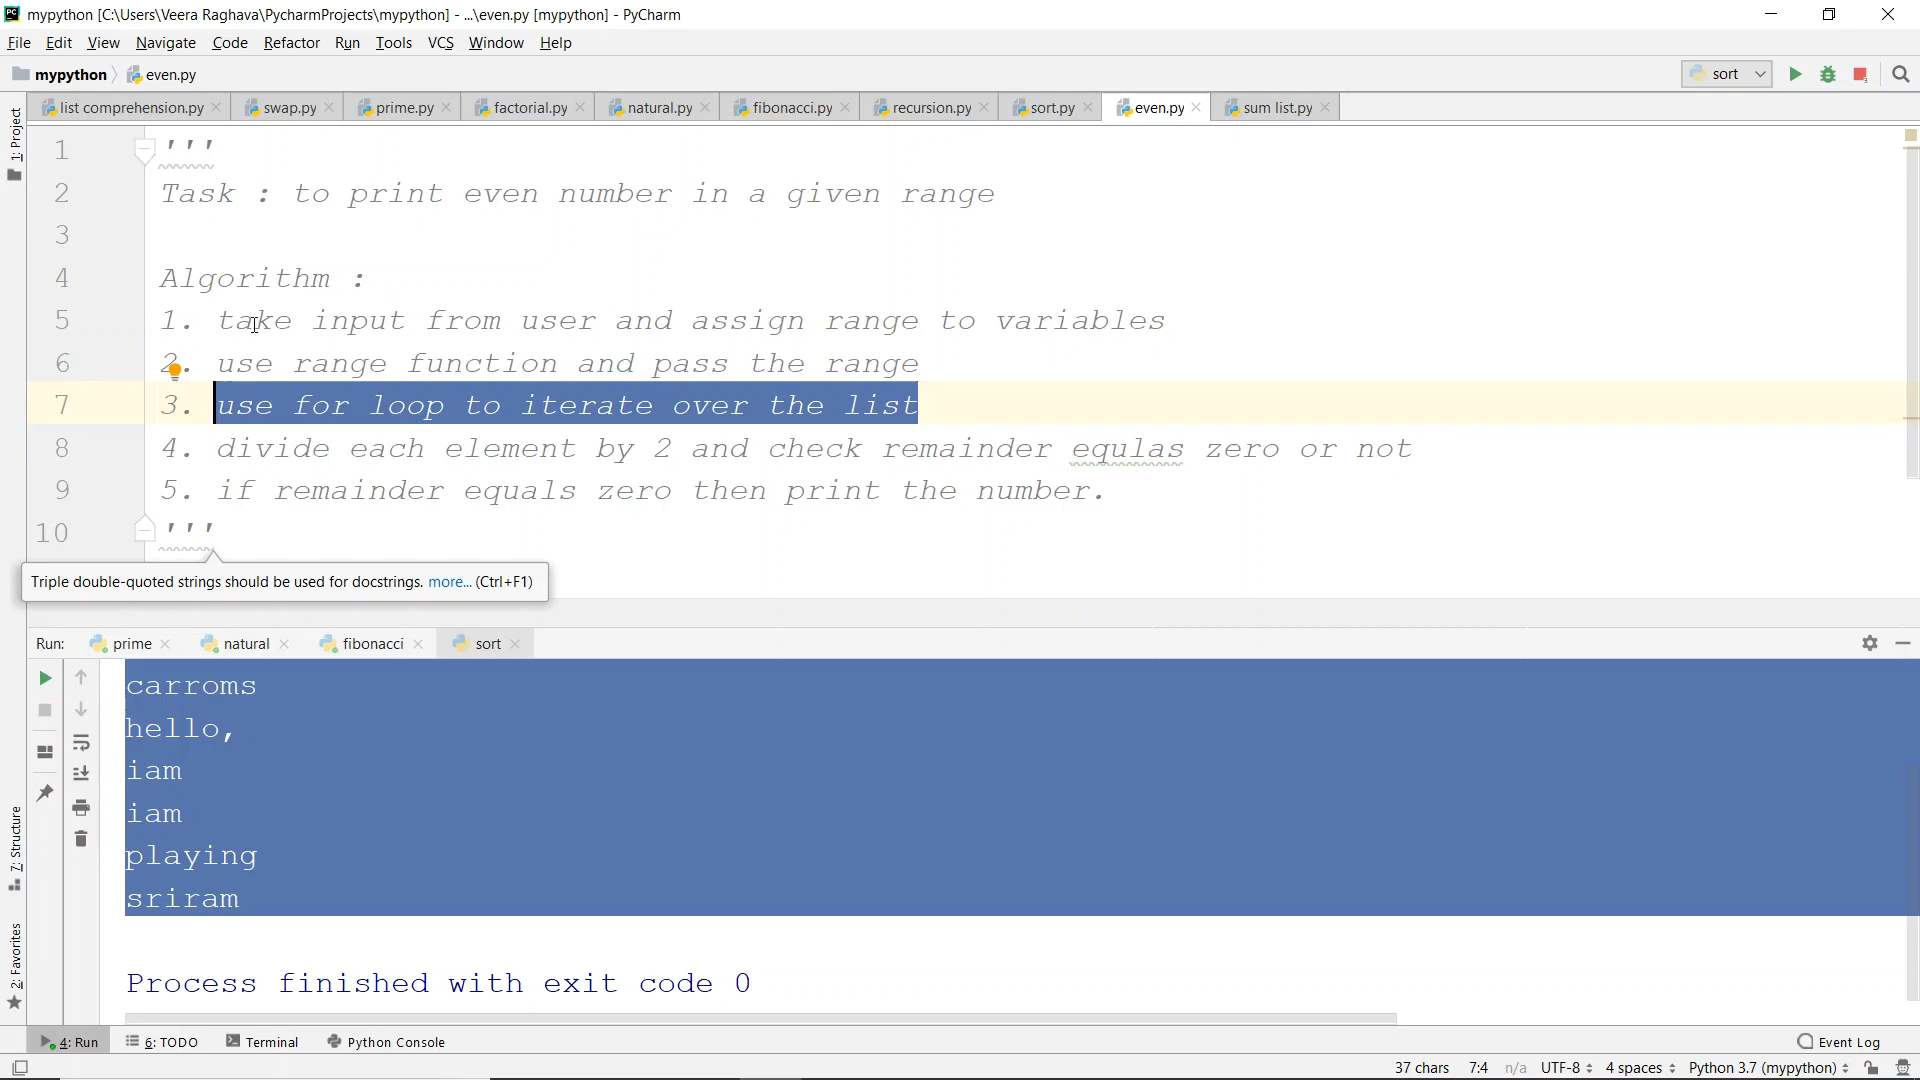 mypython [C:\Users\Veera Raghava\PycharmProjects\mypython] - ...\even.py [mypython] - PyCharm
File Edit View Navigate Code Refactor Run Tools VCS Window Help
mypython even.py sort
list comprehension.py swap.py prime.py factorial.py natural.py fibonacci.py recursion.py sort.py even.py sum list.py
1: Project
1 '''
2 Task : to print even number in a given range
3
4 Algorithm :
5 1. take input from user and assign range to variables
6 2. use range function and pass the range
7 3. use for loop to iterate over the list
8 4. divide each element by 2 and check remainder equlas zero or not
9 5. if remainder equals zero then print the number.
10 '''
Triple double-quoted strings should be used for docstrings. more... (Ctrl+F1)
Run: prime natural fibonacci sort
carroms
hello,
iam
iam
playing
sriram
Process finished with exit code 0
7: Structure
2: Favorites
4: Run 6: TODO Terminal Python Console Event Log
37 chars 7:4 n/a UTF-8 4 spaces Python 3.7 (mypython)